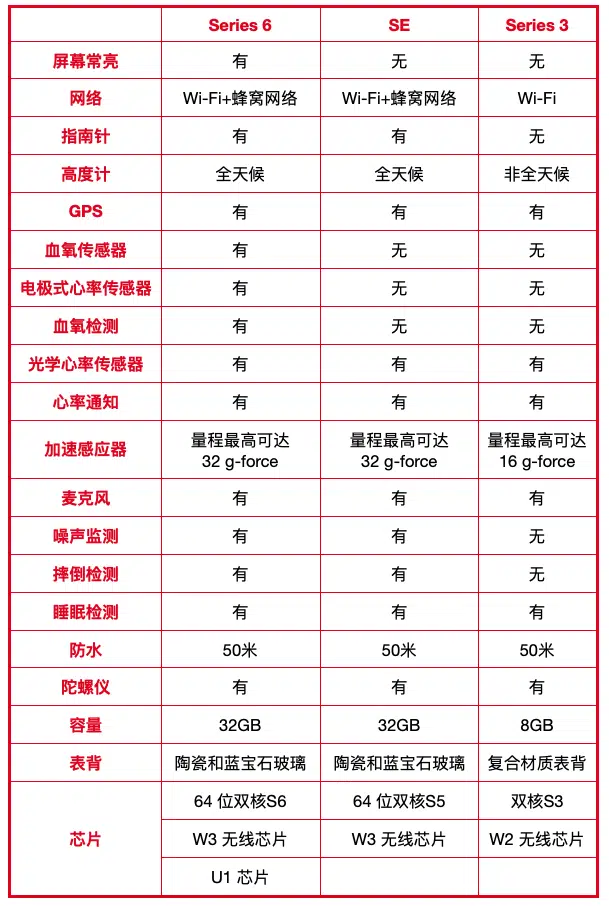 Series 6 SE Series 3
屏幕常亮 有 无 无
网络 Wi-Fi+蜂窝网络 Wi-Fi+蜂窝网络 Wi-Fi
指南针 有 有 无
高度计 全天候 全天候 非全天候
GPS 有 有 有
血氧传感器 有 无 无
电极式心率传感器 有 无 无
血氧检测 有 无 无
光学心率传感器 有 有 有
心率通知 有 有 有
加速感应器 量程最高可达 量程最高可达 量程最高可达
32 g-force 32 g-force 16 g-force
麦克风 有 有 有
噪声监测 有 有 无
摔倒检测 有 有 无
睡眠检测 有 有 有
防水 50米 50米 50米
陀螺仪 有 有 有
容量 32GB 32GB 8GB
表背 陶瓷和蓝宝石玻璃 陶瓷和蓝宝石玻璃 复合材质表背
芯片 64 位双核S6 64 位双核S5 双核S3
W3 无线芯片 W3 无线芯片 W2 无线芯片
U1 芯片